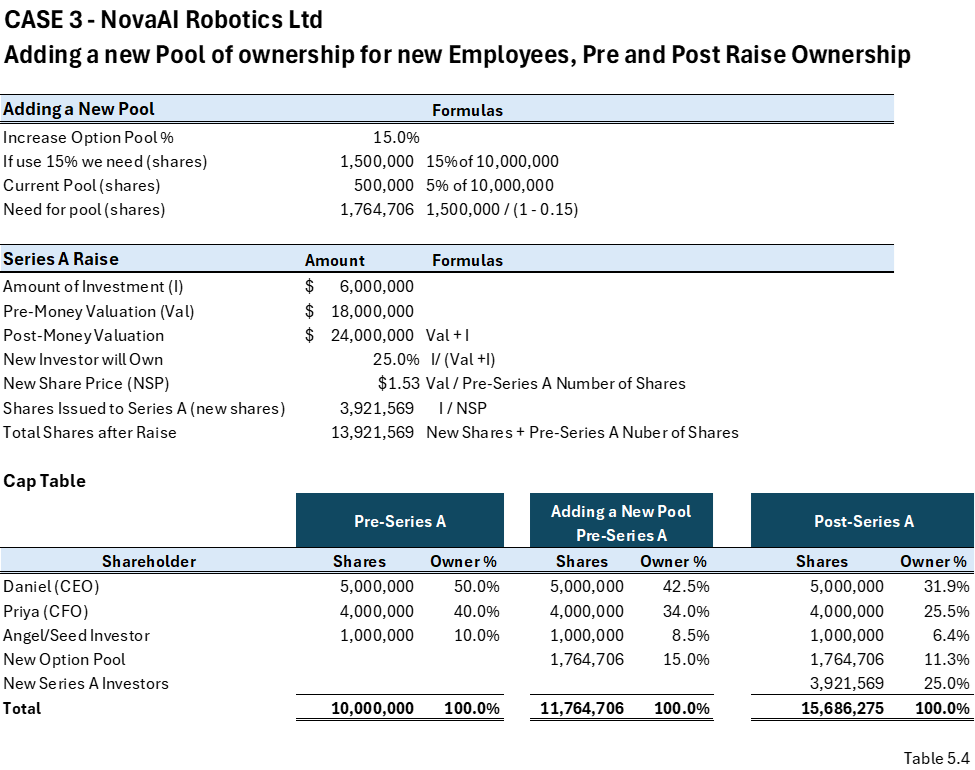 CASE 3 - NovaAI Robotics Ltd
Adding a new Pool of ownership for new Employees, Pre and Post Raise Ownership
Adding a New Pool Formulas
Increase Option Pool % 15.0%
If use 15% we need (shares) 1,500,000 15% of 10,000,000
Current Pool (shares) 500,000 5% of 10,000,000
Need for pool (shares) 1,764,706 1,500,000 / (1 - 0.15)
Series A Raise Amount Formulas
Amount of Investment (I) $ 6,000,000
Pre-Money Valuation (Val) $ 18,000,000
Post-Money Valuation $ 24,000,000 Val + I
New Investor will Own 25.0% I/ (Val +I)
New Share Price (NSP) $1.53 Val / Pre-Series A Number of Shares
Shares Issued to Series A (new shares) 3,921,569 I / NSP
Total Shares after Raise 13,921,569 New Shares + Pre-Series A Nuber of Shares
Cap Table
Pre-Series A Adding a New Pool Pre-Series A Post-Series A
Shareholder Shares Owner % Shares Owner % Shares Owner %
Daniel (CEO) 5,000,000 50.0% 5,000,000 42.5% 5,000,000 31.9%
Priya (CFO) 4,000,000 40.0% 4,000,000 34.0% 4,000,000 25.5%
Angel/Seed Investor 1,000,000 10.0% 1,000,000 8.5% 1,000,000 6.4%
New Option Pool 1,764,706 15.0% 1,764,706 11.3%
New Series A Investors 3,921,569 25.0%
Total 10,000,000 100.0% 11,764,706 100.0% 15,686,275 100.0%
Table 5.4